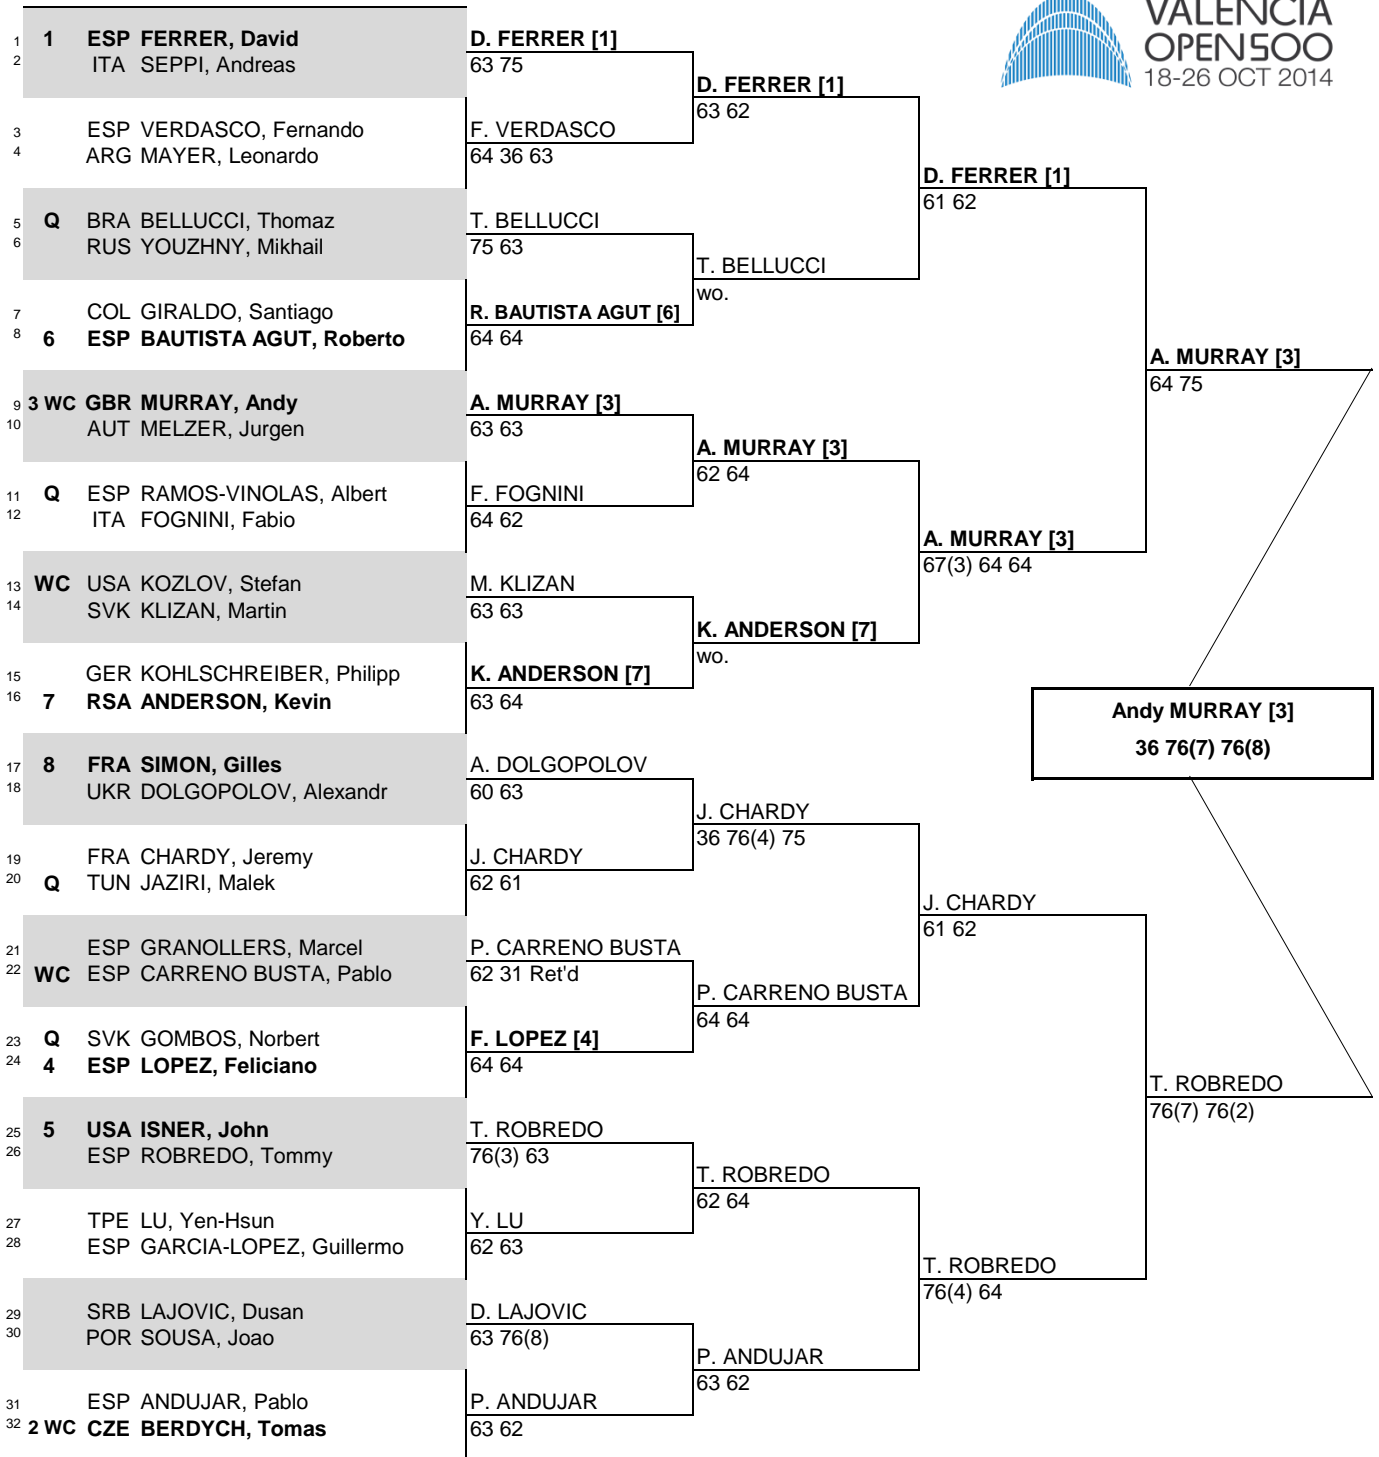 VALENCIA
OPEN500
18-26 OCT 2014
1 1 ESP FERRER, David
2 ITA SEPPI, Andreas
3 ESP VERDASCO, Fernando
4 ARG MAYER, Leonardo
5 Q BRA BELLUCCI, Thomaz
6 RUS YOUZHNY, Mikhail
7 COL GIRALDO, Santiago
8 6 ESP BAUTISTA AGUT, Roberto
9 3 WC GBR MURRAY, Andy
10 AUT MELZER, Jurgen
11 Q ESP RAMOS-VINOLAS, Albert
12 ITA FOGNINI, Fabio
13 WC USA KOZLOV, Stefan
14 SVK KLIZAN, Martin
15 GER KOHLSCHREIBER, Philipp
16 7 RSA ANDERSON, Kevin
17 8 FRA SIMON, Gilles
18 UKR DOLGOPOLOV, Alexandr
19 FRA CHARDY, Jeremy
20 Q TUN JAZIRI, Malek
21 ESP GRANOLLERS, Marcel
22 WC ESP CARRENO BUSTA, Pablo
23 Q SVK GOMBOS, Norbert
24 4 ESP LOPEZ, Feliciano
25 5 USA ISNER, John
26 ESP ROBREDO, Tommy
27 TPE LU, Yen-Hsun
28 ESP GARCIA-LOPEZ, Guillermo
29 SRB LAJOVIC, Dusan
30 POR SOUSA, Joao
31 ESP ANDUJAR, Pablo
32 2 WC CZE BERDYCH, Tomas
D. FERRER [1]
63 75
F. VERDASCO
64 36 63
T. BELLUCCI
75 63
R. BAUTISTA AGUT [6]
64 64
A. MURRAY [3]
63 63
F. FOGNINI
64 62
M. KLIZAN
63 63
K. ANDERSON [7]
63 64
A. DOLGOPOLOV
60 63
J. CHARDY
62 61
P. CARRENO BUSTA
62 31 Ret'd
F. LOPEZ [4]
64 64
T. ROBREDO
76(3) 63
Y. LU
62 63
D. LAJOVIC
63 76(8)
P. ANDUJAR
63 62
D. FERRER [1]
63 62
T. BELLUCCI
wo.
A. MURRAY [3]
62 64
K. ANDERSON [7]
wo.
J. CHARDY
36 76(4) 75
P. CARRENO BUSTA
64 64
T. ROBREDO
62 64
P. ANDUJAR
63 62
D. FERRER [1]
61 62
A. MURRAY [3]
67(3) 64 64
J. CHARDY
61 62
T. ROBREDO
76(4) 64
A. MURRAY [3]
64 75
T. ROBREDO
76(7) 76(2)
Andy MURRAY [3]
36 76(7) 76(8)